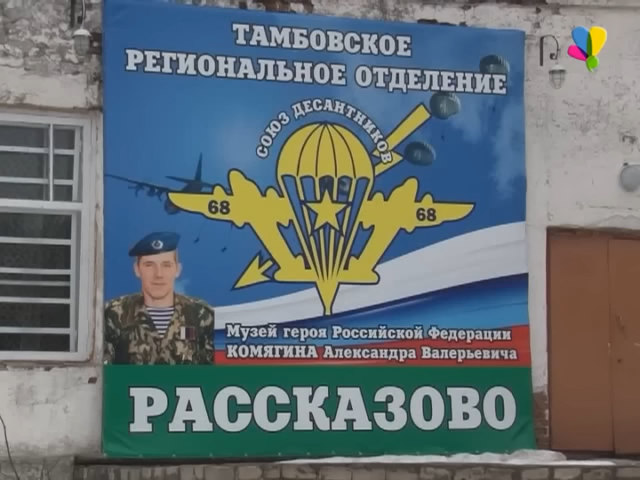 ТАМБОВСКОЕ
РЕГИОНАЛЬНОЕ ОТДЕЛЕНИЕ
СОЮЗ ДЕСАНТНИКОВ
68 68
Музей героя Российской Федерации
КОМЯГИНА Александра Валерьевича
РАССКАЗОВО